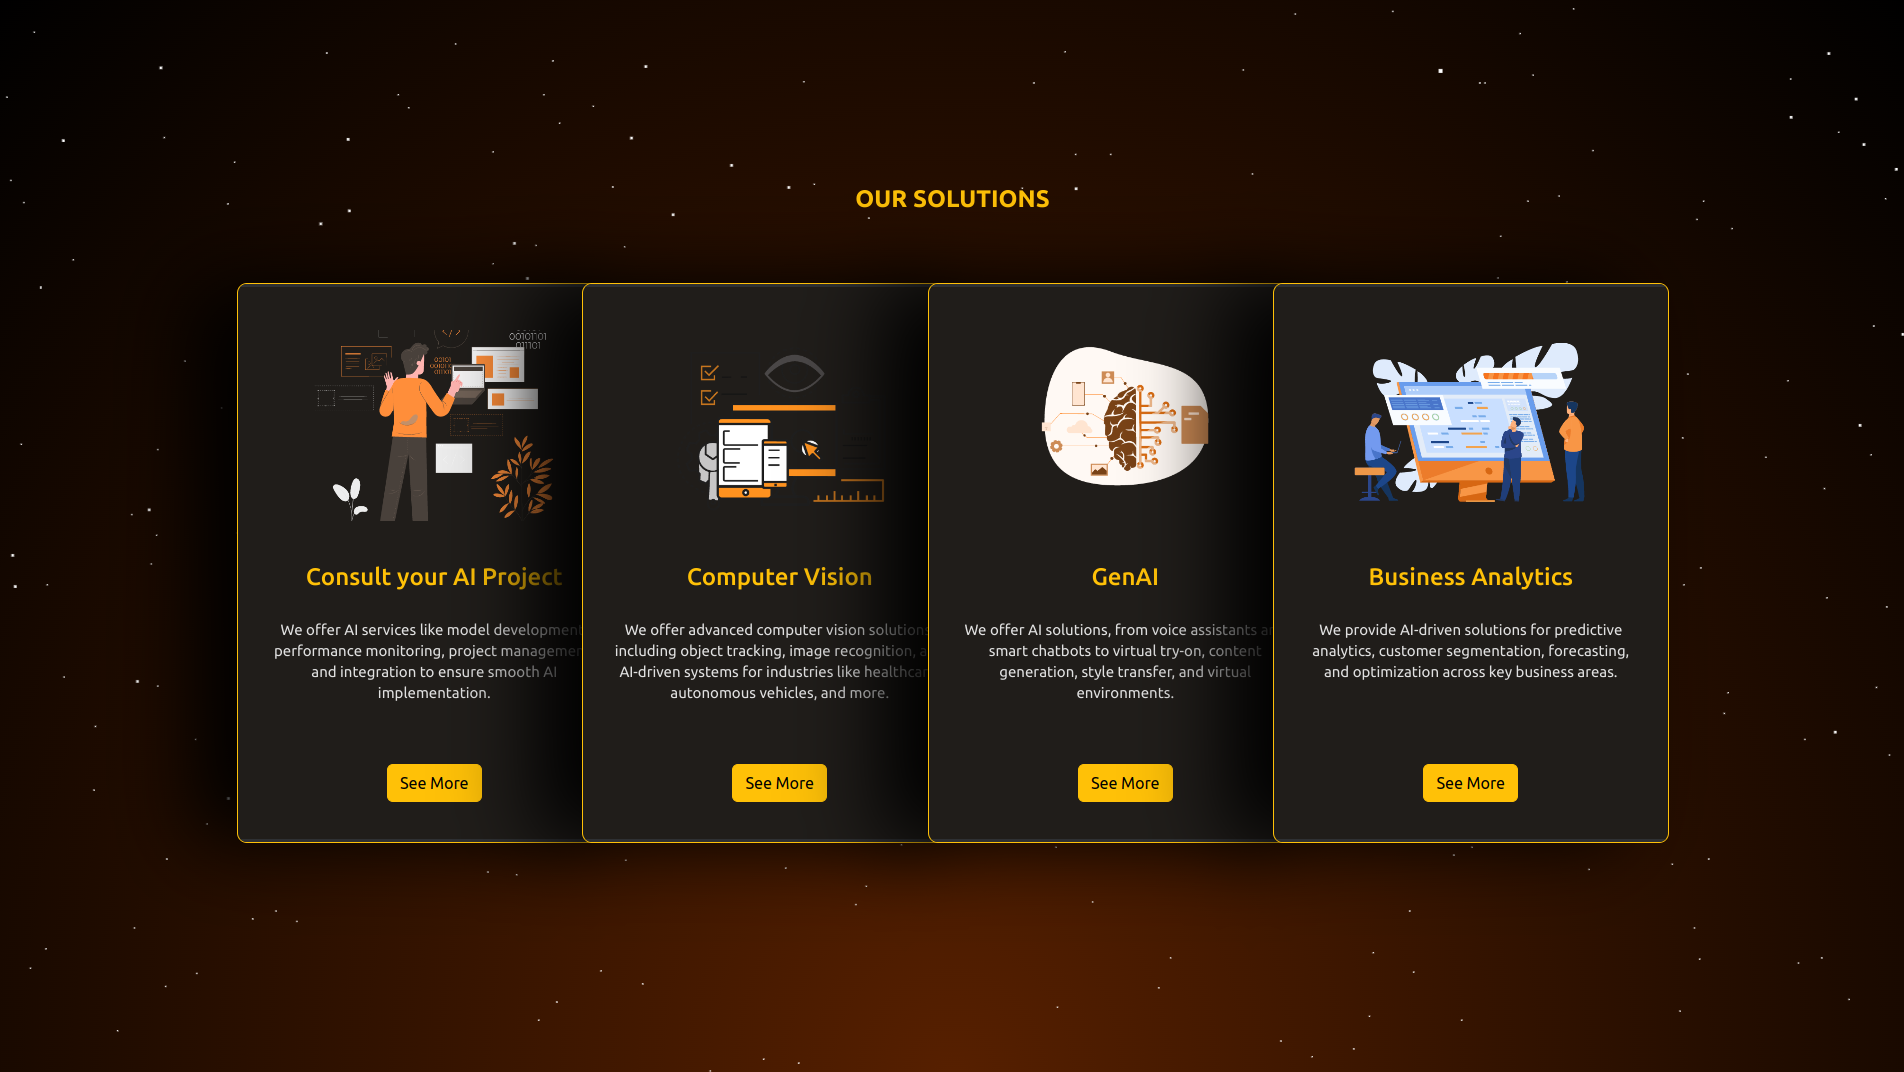 OUR SOLUTIONS
00101101
011101
00101
Consult your AI Project
We offer AI services like model development
performance monitoring, project
and integration to ensure smooth AI
implementation.
See More
Computer Vision
We offer advanced computer vision solutions
including object tracking, image recognition,
AI-driven systems for industries like
autonomous vehicles, and more.
See More
GenAI
We offer AI solutions, from voice assistants
smart chatbots to virtual try-on, content
generation, style transfer, and virtual
environments.
See More
Business Analytics
We provide AI-driven solutions for predictive
analytics, customer segmentation, forecasting,
and optimization across key business areas.
See More